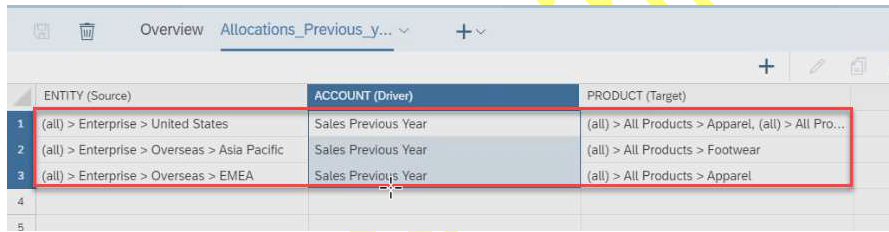 Overview Allocations_Previous_y...
ENTITY (Source) ACCOUNT (Driver) PRODUCT (Target)
1 (all) > Enterprise > United States Sales Previous Year (all) > All Products > Apparel, (all) > All Pro...
2 (all) > Enterprise > Overseas > Asia Pacific Sales Previous Year (all) > All Products > Footwear
3 (all) > Enterprise > Overseas > EMEA Sales Previous Year (all) > All Products > Apparel
4
5